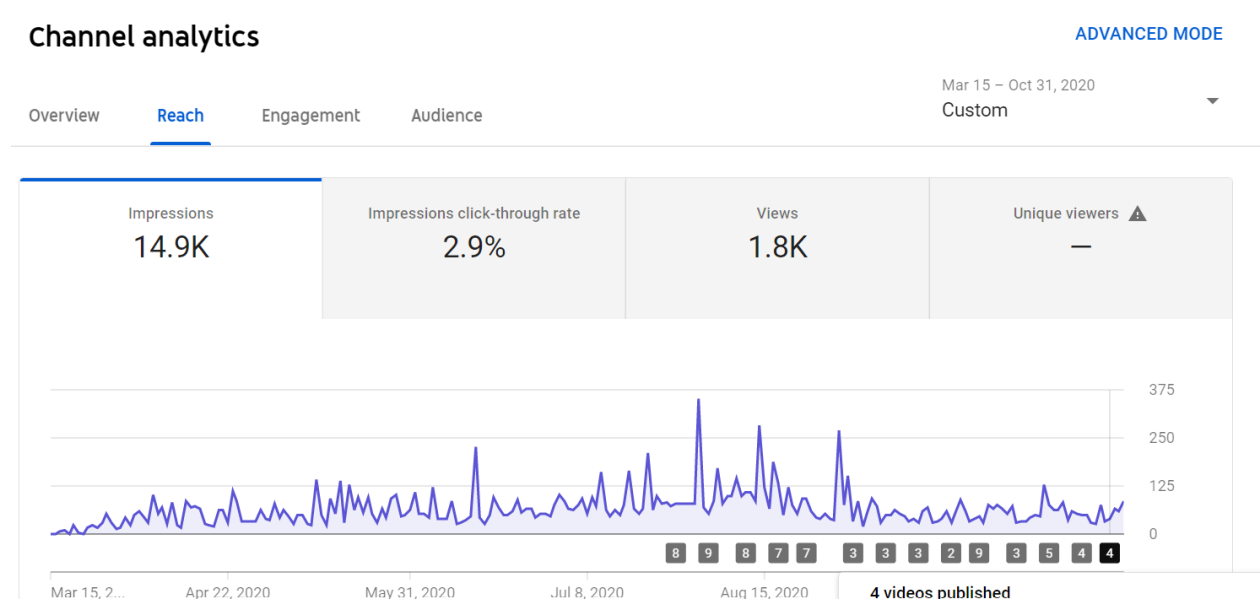 Channel analytics
ADVANCED MODE
Mar 15 – Oct 31, 2020
Custom
Overview Reach Engagement Audience
Impressions Impressions click-through rate Views Unique viewers
14.9K 2.9% 1.8K —
375
250
125
0
8 9 8 7 7 3 3 3 2 9 3 5 4 4
Mar 15, 2... Apr 22, 2020 May 31, 2020 Jul 8, 2020 Aug 15, 2020
4 videos published